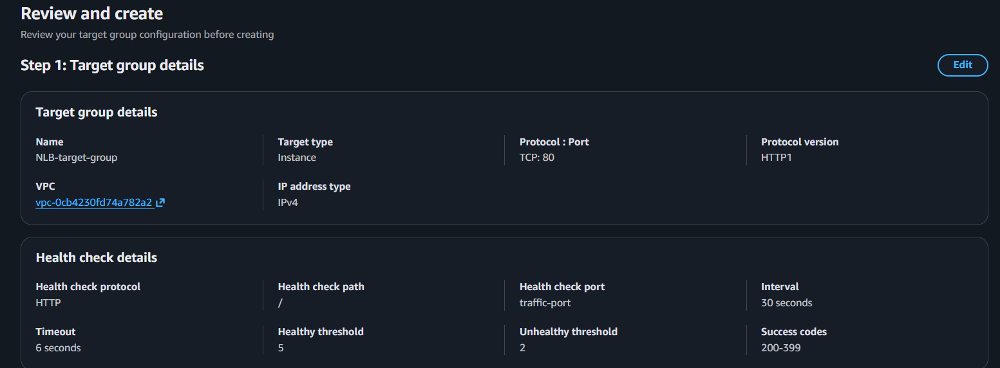 Review and create
Review your target group configuration before creating
Step 1: Target group details
Edit
Target group details
Name
NLB-target-group
Target type
Instance
Protocol : Port
TCP: 80
Protocol version
HTTP1
VPC
vpc-0cb4230fd74a782a2
IP address type
IPv4
Health check details
Health check protocol
HTTP
Health check path
/
Health check port
traffic-port
Interval
30 seconds
Timeout
6 seconds
Healthy threshold
5
Unhealthy threshold
2
Success codes
200-399